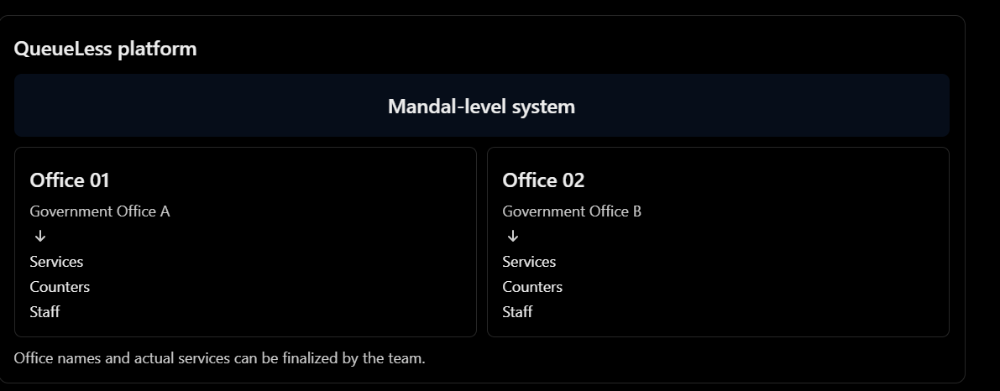 QueueLess platform
Mandal-level system
Office 01
Government Office A
↓
Services
Counters
Staff
Office 02
Government Office B
↓
Services
Counters
Staff
Office names and actual services can be finalized by the team.